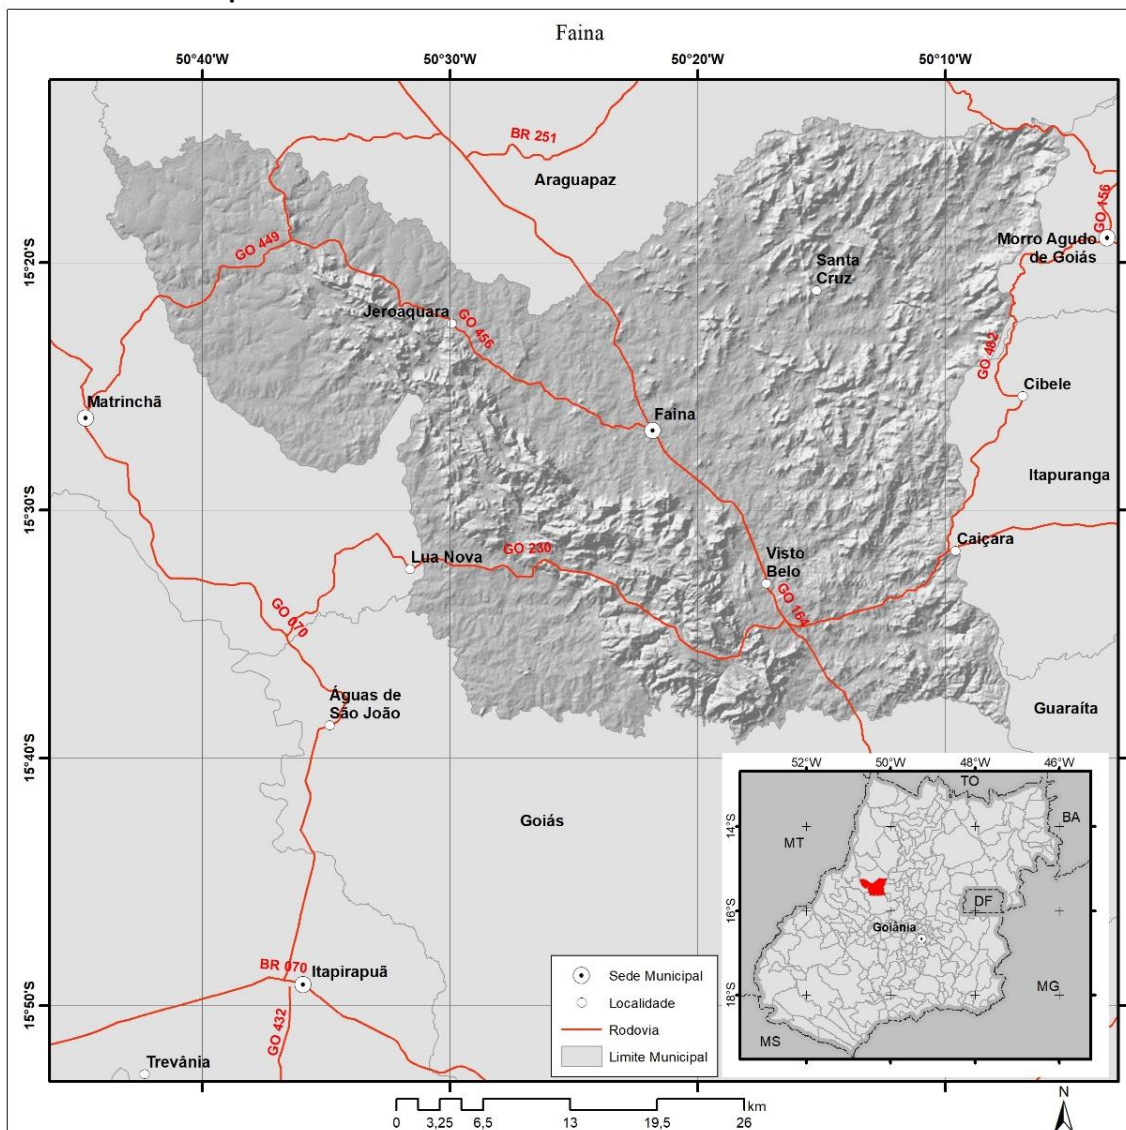 Faina
50°40'W
50°30'W
50°20'W
50°10'W
BR 251
Araguapaz
GO 156
GO 449
Morro Agudo
de Goiás
15°20'S
Santa
Cruz
Jeroaquara
GO 456
GO 482
Cibele
Matrinchã
Faina
Itapuranga
15°30'S
Caiçara
Lua Nova
GO 230
Visto
Belo
GO 070
GO 164
Águas de
São João
Guaraíta
15°40'S
Goiás
52°W
50°W
48°W
46°W
TO
BA
14°S
MT
DF
16°S
Goiânia
MG
18°S
MS
BR 070
Itapirapuã
15°50'S
GO 432
Trevânia
Sede Municipal
Localidade
Rodovia
Limite Municipal
km
0 3,25 6,5 13 19,5 26
N